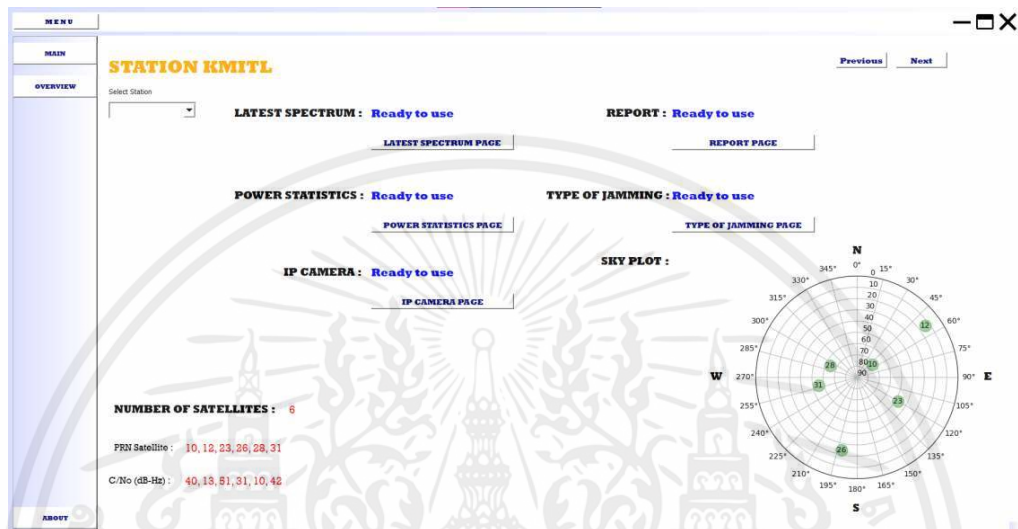 MENU
MAIN
OVERVIEW
STATION KMITL
Previous Next
Select Station
LATEST SPECTRUM : Ready to use
LATEST SPECTRUM PAGE
REPORT : Ready to use
REPORT PAGE
POWER STATISTICS : Ready to use
POWER STATISTICS PAGE
TYPE OF JAMMING : Ready to use
TYPE OF JAMMING PAGE
IP CAMERA : Ready to use
IP CAMERA PAGE
SKY PLOT :
N
0°
15°
30°
45°
60°
75°
90° E
105°
120°
135°
150°
165°
180°
S
195°
210°
225°
240°
255°
W 270°
285°
300°
315°
330°
345°
0
10
20
30
40
50
60
70
80
90
12
28
10
31
23
26
NUMBER OF SATELLITES : 6
PRN Satellite : 10, 12, 23, 26, 28, 31
C/No (dB-Hz) : 40, 13, 51, 31, 10, 42
ABOUT